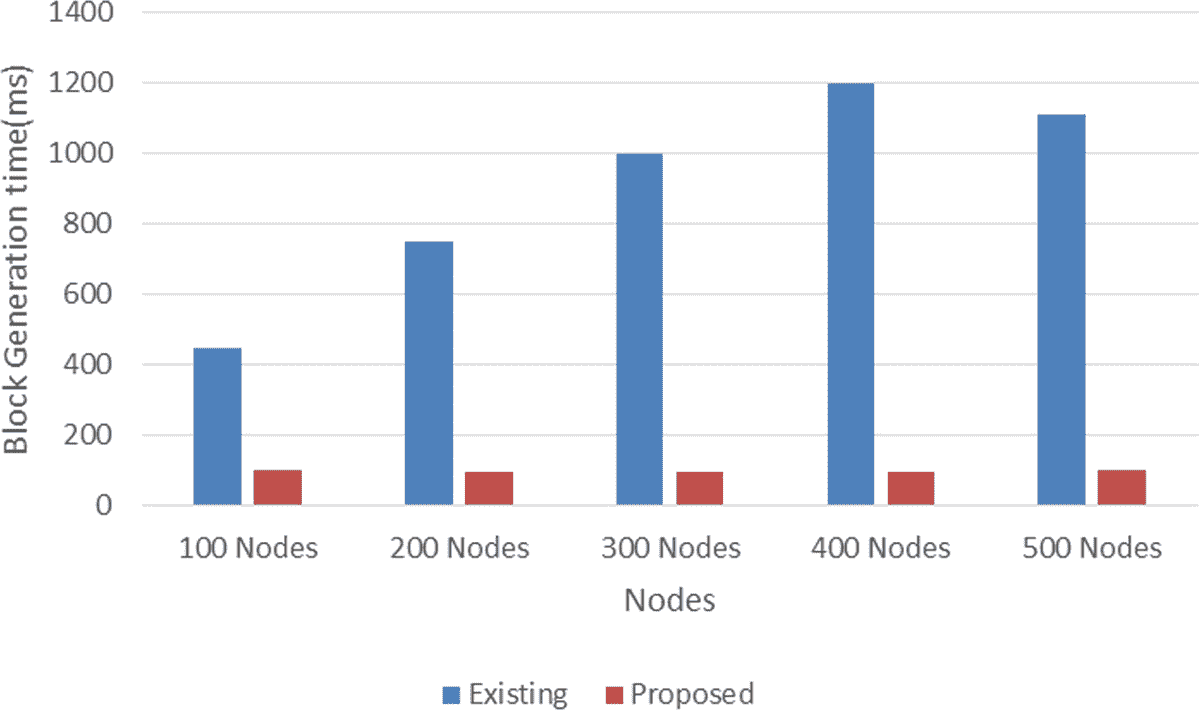 Block Generation time(ms)
1400
1200
1000
800
600
400
200
0
100 Nodes
200 Nodes
300 Nodes
400 Nodes
500 Nodes
Nodes
Existing
Proposed